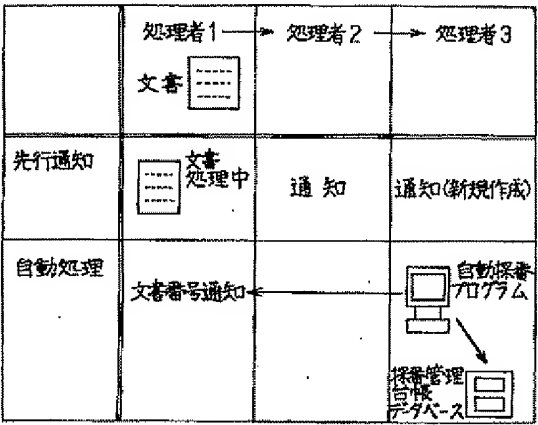 処理者1 → 処理者2 → 処理者3
文書
先行通知
文書
処理中
通知
通知(新規作成)
自動処理
文書番号通知
自動採番
プログラム
採番管理
台帳
データベース